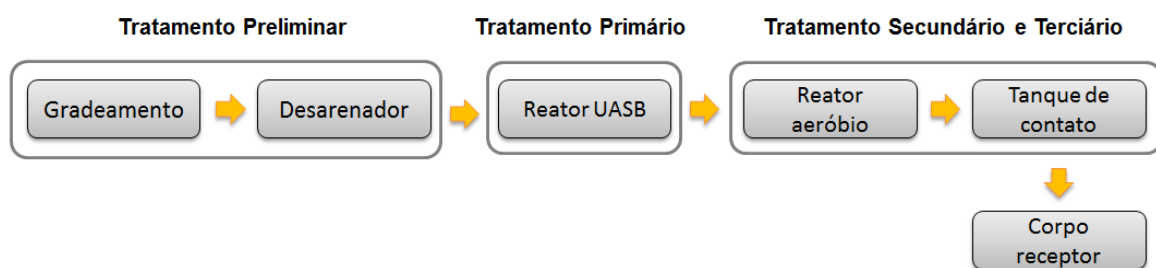 Tratamento Preliminar
Tratamento Primário
Tratamento Secundário e Terciário
Gradeamento
Desarenador
Reator UASB
Reator
aeróbio
Tanque de
contato
Corpo
receptor